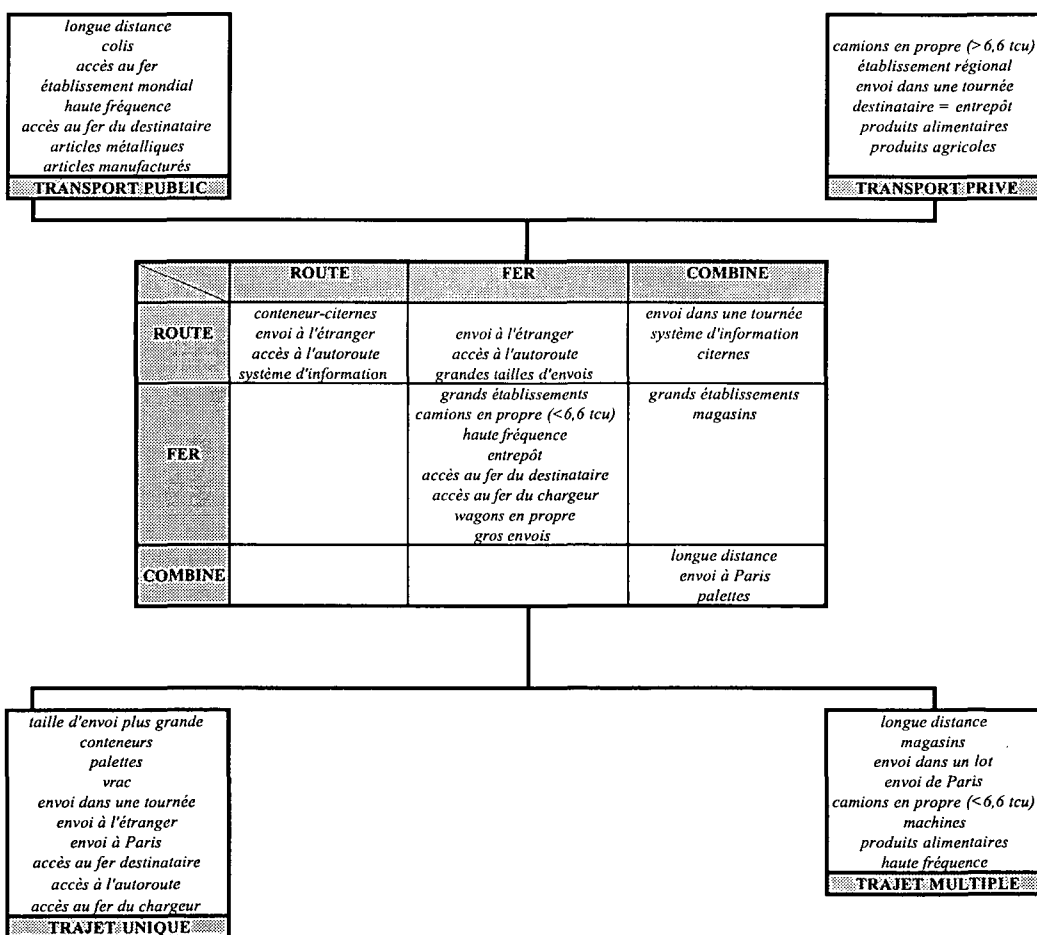 longue distance
colis
accès au fer
établissement mondial
haute fréquence
accès au fer du destinataire
articles métalliques
articles manufacturés
TRANSPORT PUBLIC
camions en propre (>6,6 tcu)
établissement régional
envoi dans une tournée
destinataire = entrepôt
produits alimentaires
produits agricoles
TRANSPORT PRIVE
ROUTE
FER
COMBINE
ROUTE
conteneur-citernes
envoi à l'étranger
accès à l'autoroute
système d'information
envoi à l'étranger
accès à l'autoroute
grandes tailles d'envois
envoi dans une tournée
système d'information
citernes
FER
grands établissements
camions en propre (<6,6 tcu)
haute fréquence
entrepôt
accès au fer du destinataire
accès au fer du chargeur
wagons en propre
gros envois
grands établissements
magasins
COMBINE
longue distance
envoi à Paris
palettes
taille d'envoi plus grande
conteneurs
palettes
vrac
envoi dans une tournée
envoi à l'étranger
envoi à Paris
accès au fer destinataire
accès à l'autoroute
accès au fer du chargeur
TRAJET UNIQUE
longue distance
magasins
envoi dans un lot
envoi de Paris
camions en propre (<6,6 tcu)
machines
produits alimentaires
haute fréquence
TRAJET MULTIPLE